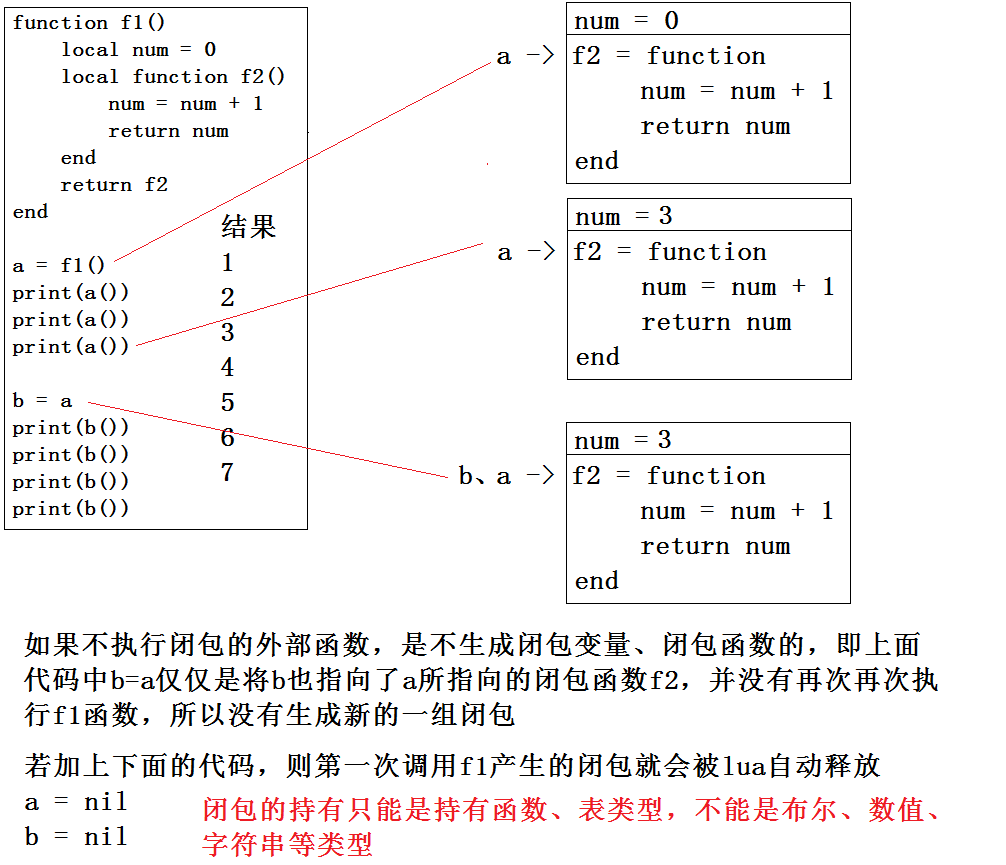 function f1()
local num = 0
local function f2()
num = num + 1
return num
end
return f2
end
a = f1()
print(a())
print(a())
print(a())
b = a
print(b())
print(b())
print(b())
print(b())
结果
1
2
3
4
5
6
7
a ->
num = 0
f2 = function
num = num + 1
return num
end
a ->
num = 3
f2 = function
num = num + 1
return num
end
b、a ->
num = 3
f2 = function
num = num + 1
return num
end
如果不执行闭包的外部函数，是不生成闭包变量、闭包函数的，即上面
代码中b=a仅仅是将b也指向了a所指向的闭包函数f2，并没有再次再次执
行f1函数，所以没有生成新的一组闭包
若加上下面的代码，则第一次调用f1产生的闭包就会被lua自动释放
a = nil
b = nil
闭包的持有只能是持有函数、表类型，不能是布尔、数值、
字符串等类型